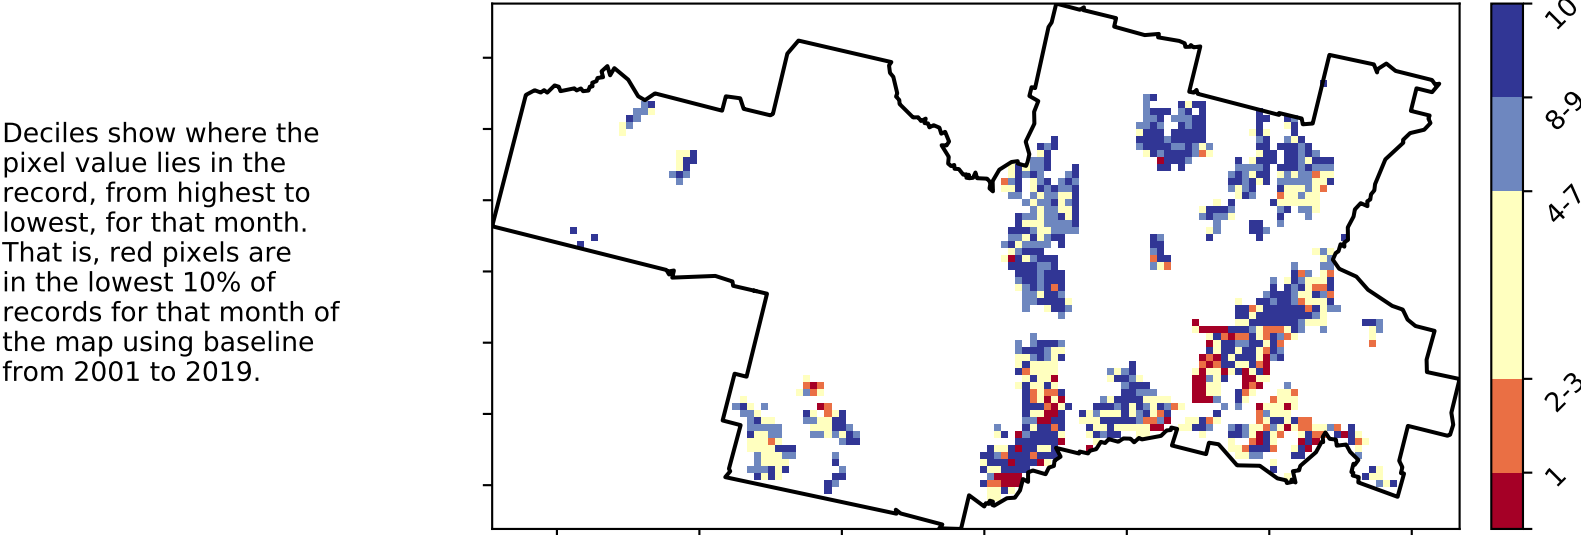 Deciles show where the
pixel value lies in the
record, from highest to
lowest, for that month.
That is, red pixels are
in the lowest 10% of
records for that month of
the map using baseline
from 2001 to 2019.
10
8-9
4-7
2-3
1